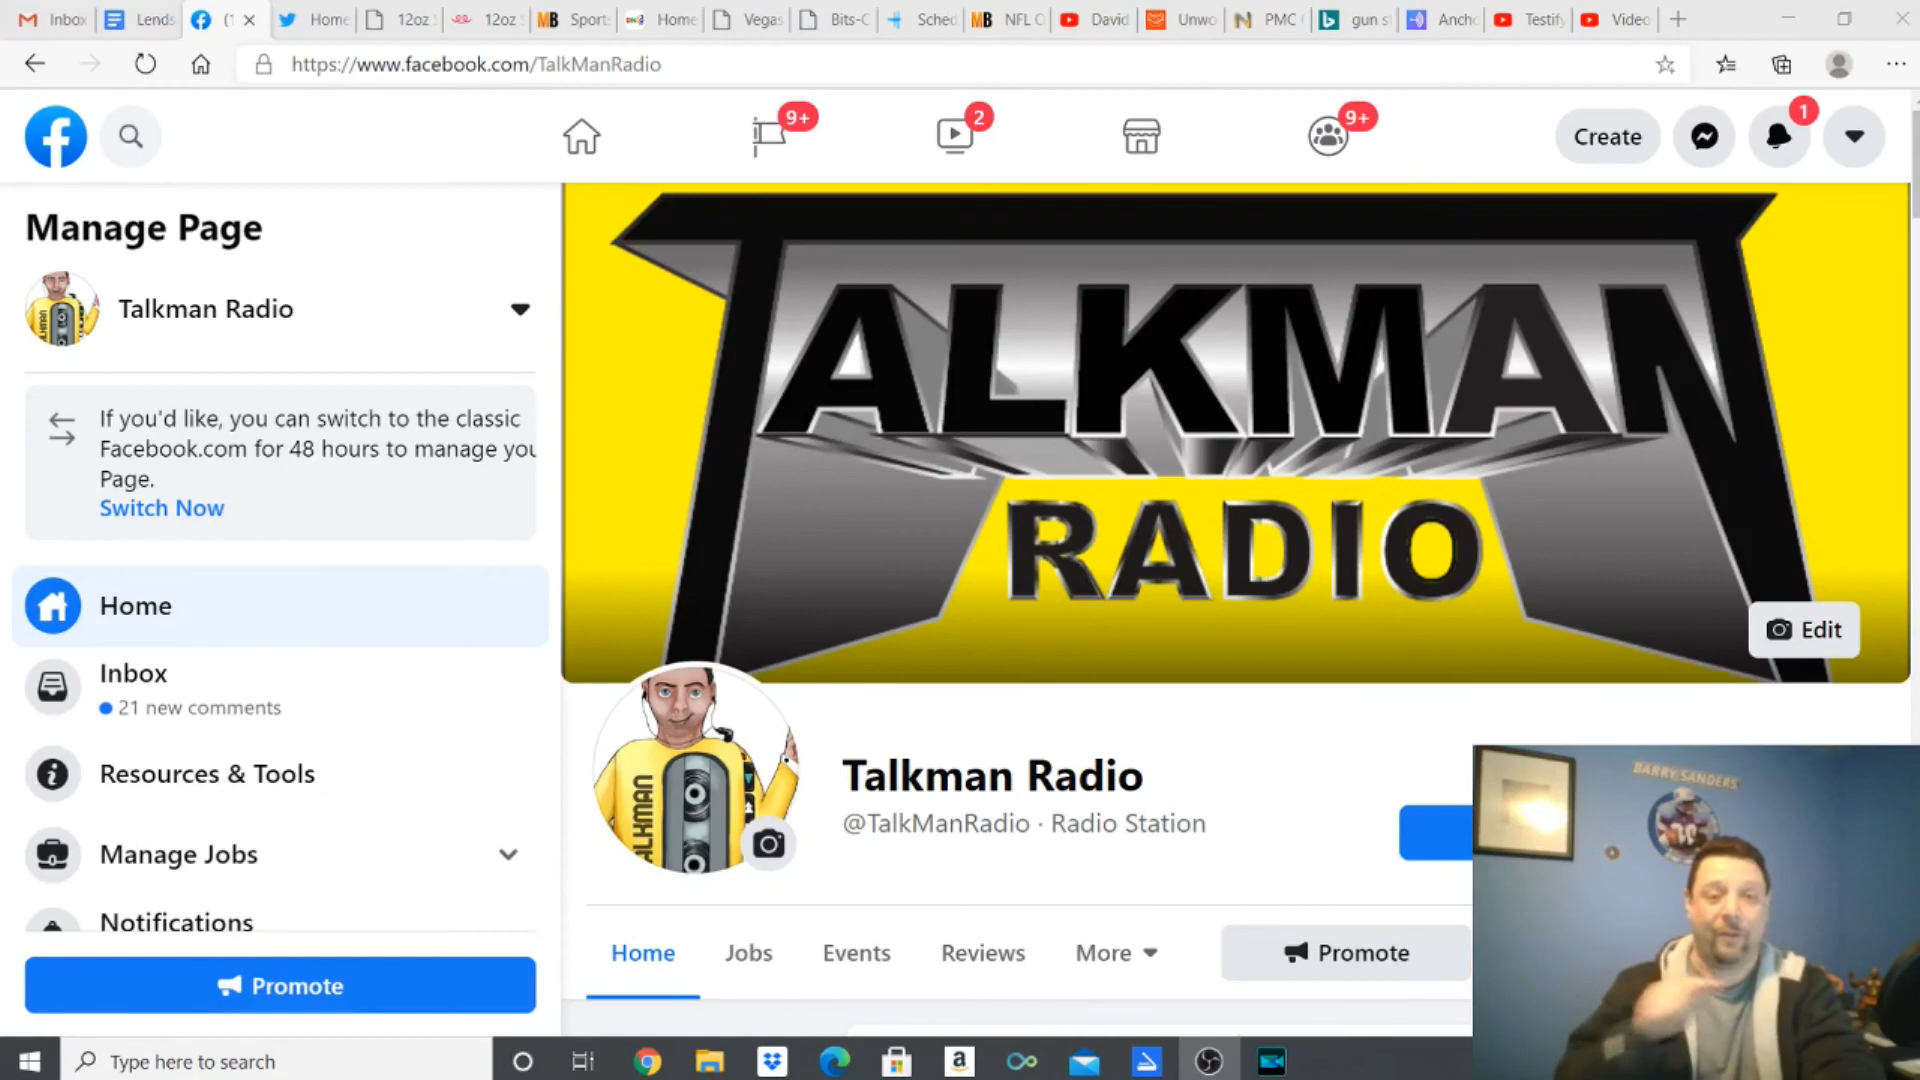 Inbox
Lends
(1
Home
12oz
12oz
Sport
Home
Vegas
Bits-C
Sched
NFL O
David
Unwo
PMC
gun s
Ancho
Testify
Video
https://www.facebook.com/TalkManRadio
9+
2
9+
Create
1
Manage Page
Talkman Radio
If you'd like, you can switch to the classic
Facebook.com for 48 hours to manage you
Page.
Switch Now
Home
Inbox
21 new comments
Resources & Tools
Manage Jobs
Notifications
Promote
TALKMAN
RADIO
Edit
TALKMAN
Talkman Radio
@TalkManRadio · Radio Station
Home
Jobs
Events
Reviews
More
Promote
BARRY SANDERS
Type here to search